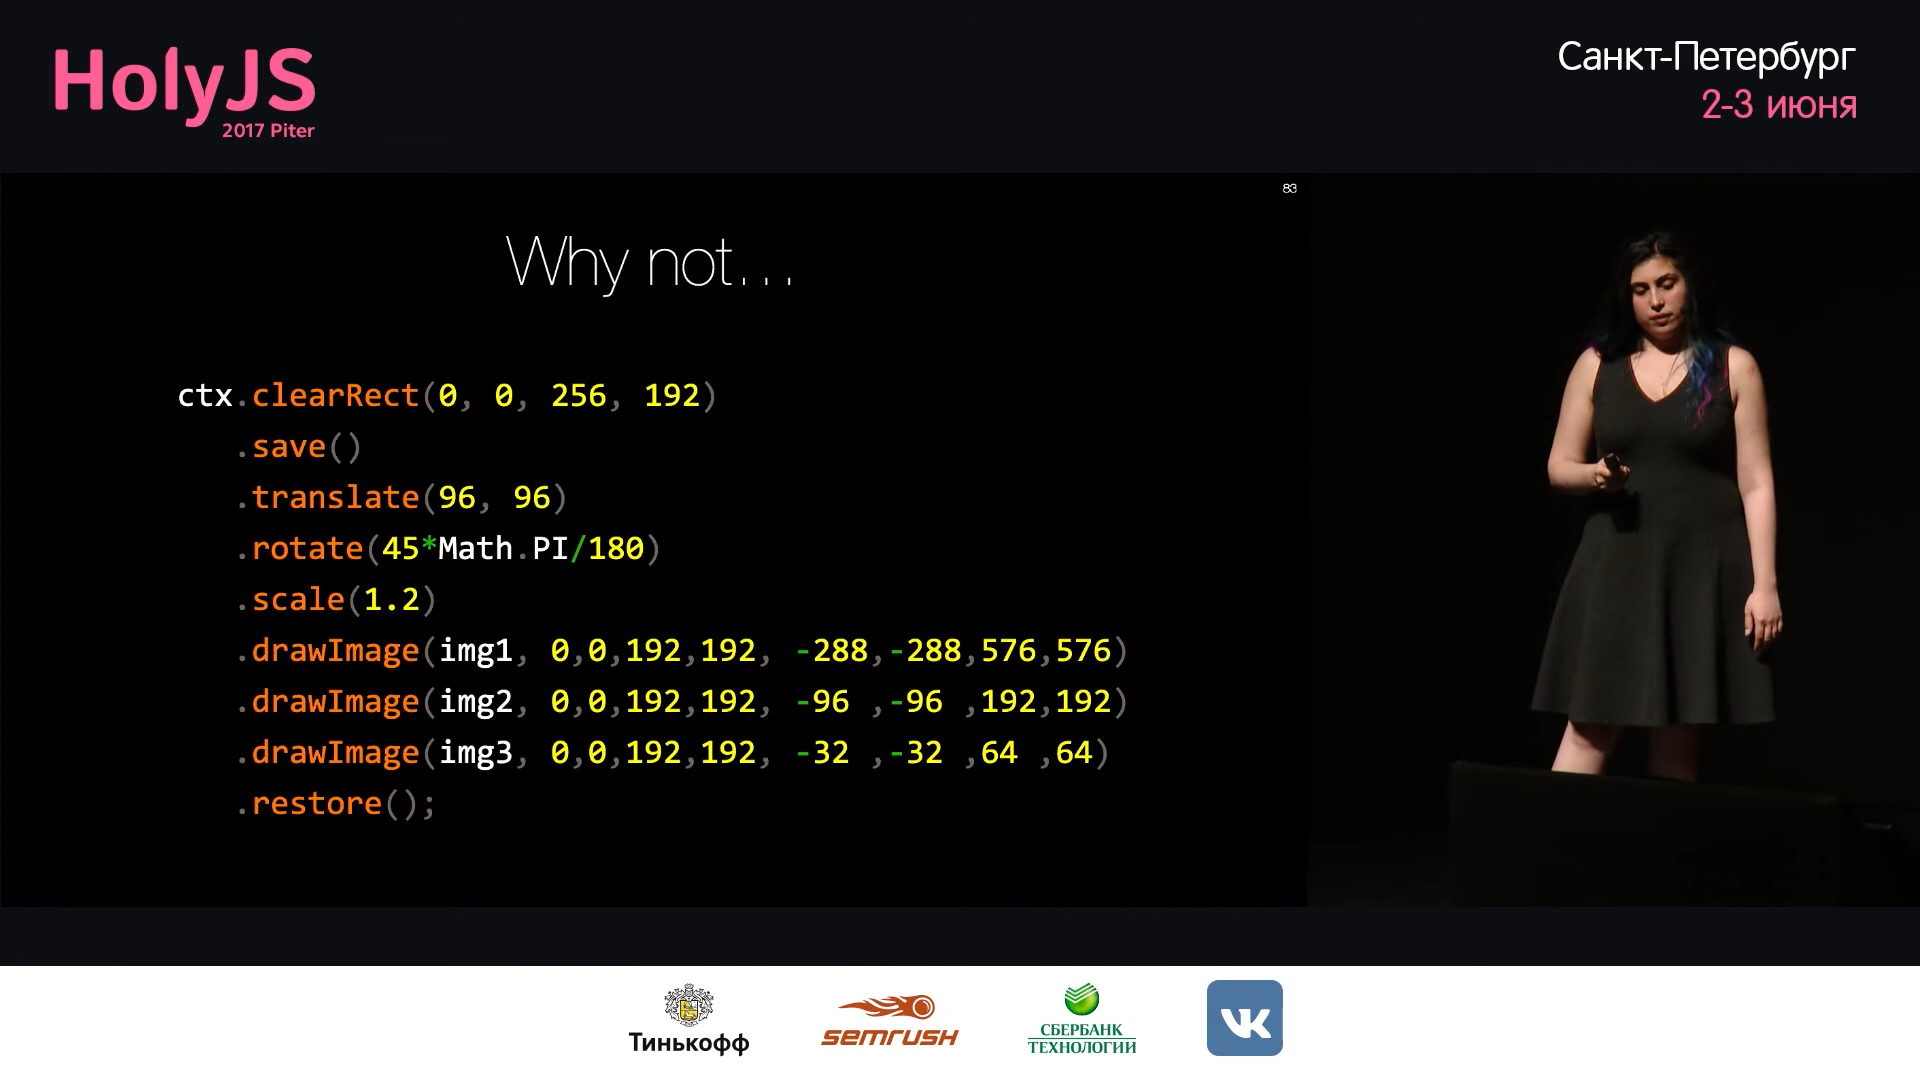 HolyJS
2017 Piter
Санкт-Петербург
2-3 июня
83
Why not...
ctx.clearRect(0, 0, 256, 192)
.save()
.translate(96, 96)
.rotate(45*Math.PI/180)
.scale(1.2)
.drawImage(img1, 0,0,192,192, -288,-288,576,576)
.drawImage(img2, 0,0,192,192, -96 ,-96 ,192,192)
.drawImage(img3, 0,0,192,192, -32 ,-32 ,64 ,64)
.restore();
Тинькофф
semrush
СБЕРБАНК
ТЕХНОЛОГИИ
VK